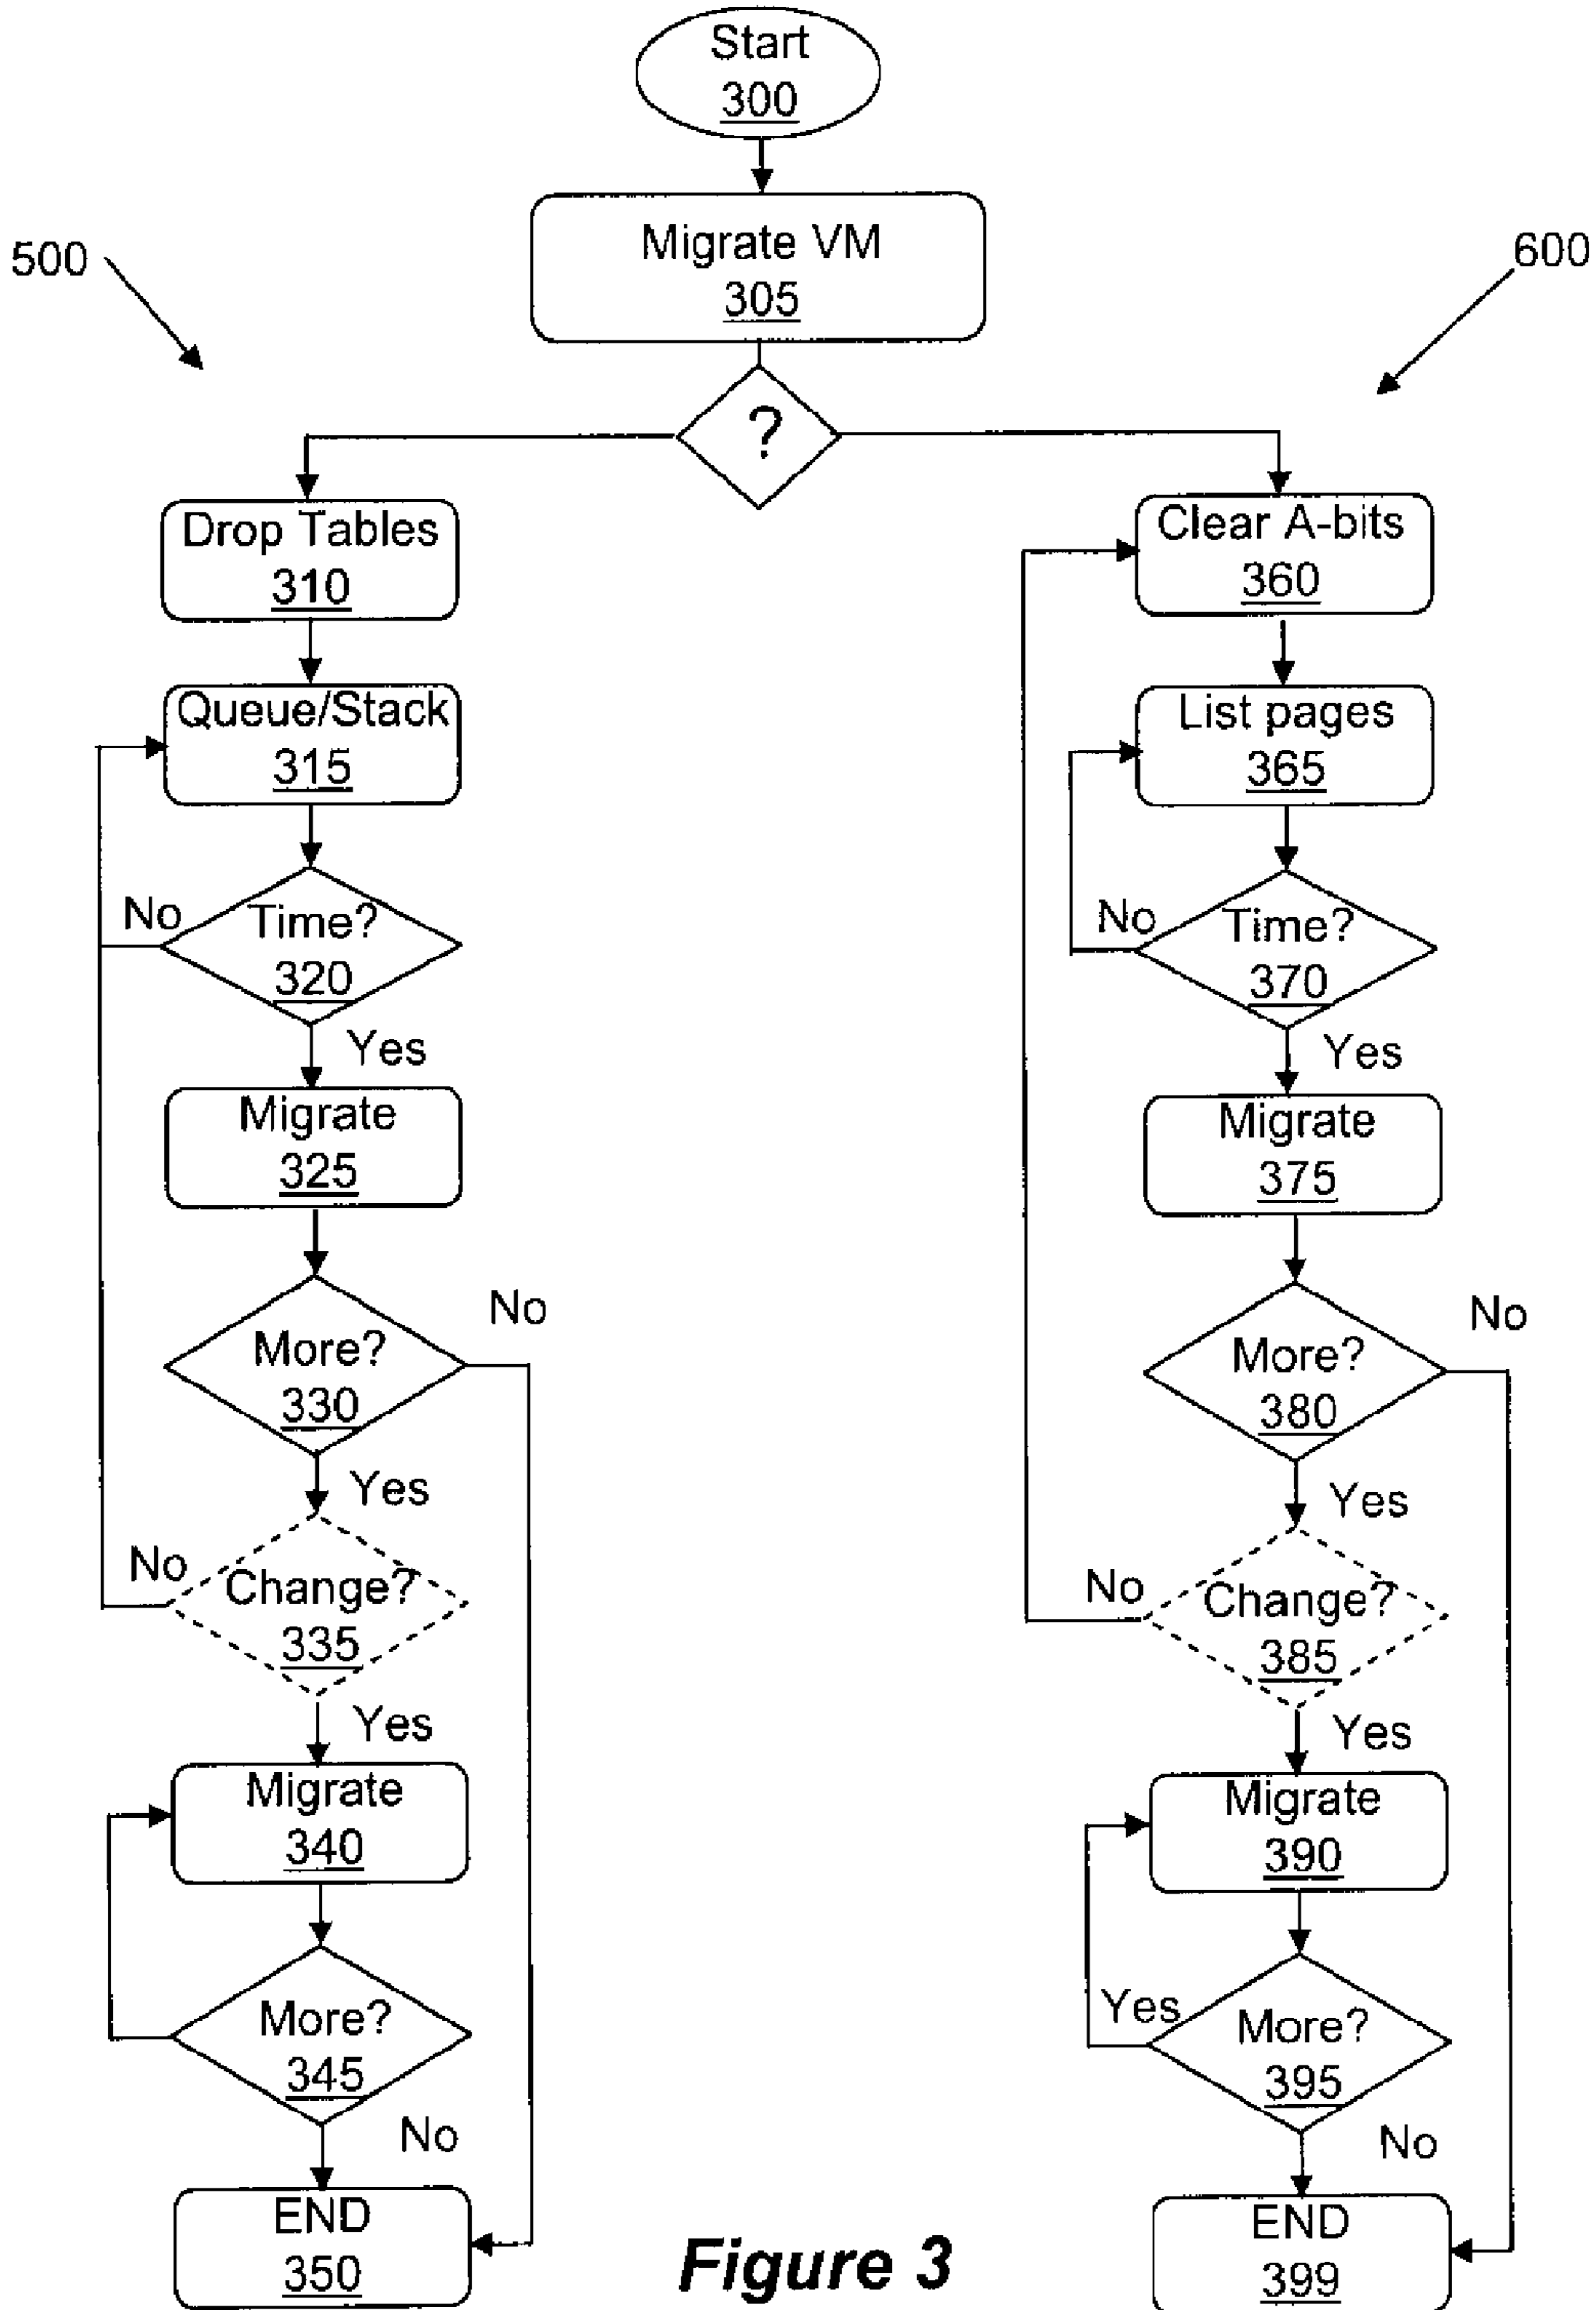 Start
300
Migrate VM
305
500
600
?
Drop Tables
310
Queue/Stack
315
No
Time?
320
Yes
Migrate
325
More?
330
No
Yes
No
Change?
335
Yes
Migrate
340
More?
345
No
END
350
Clear A-bits
360
List pages
365
No
Time?
370
Yes
Migrate
375
More?
380
No
Yes
No
Change?
385
Yes
Migrate
390
Yes
More?
395
No
END
399
Figure 3